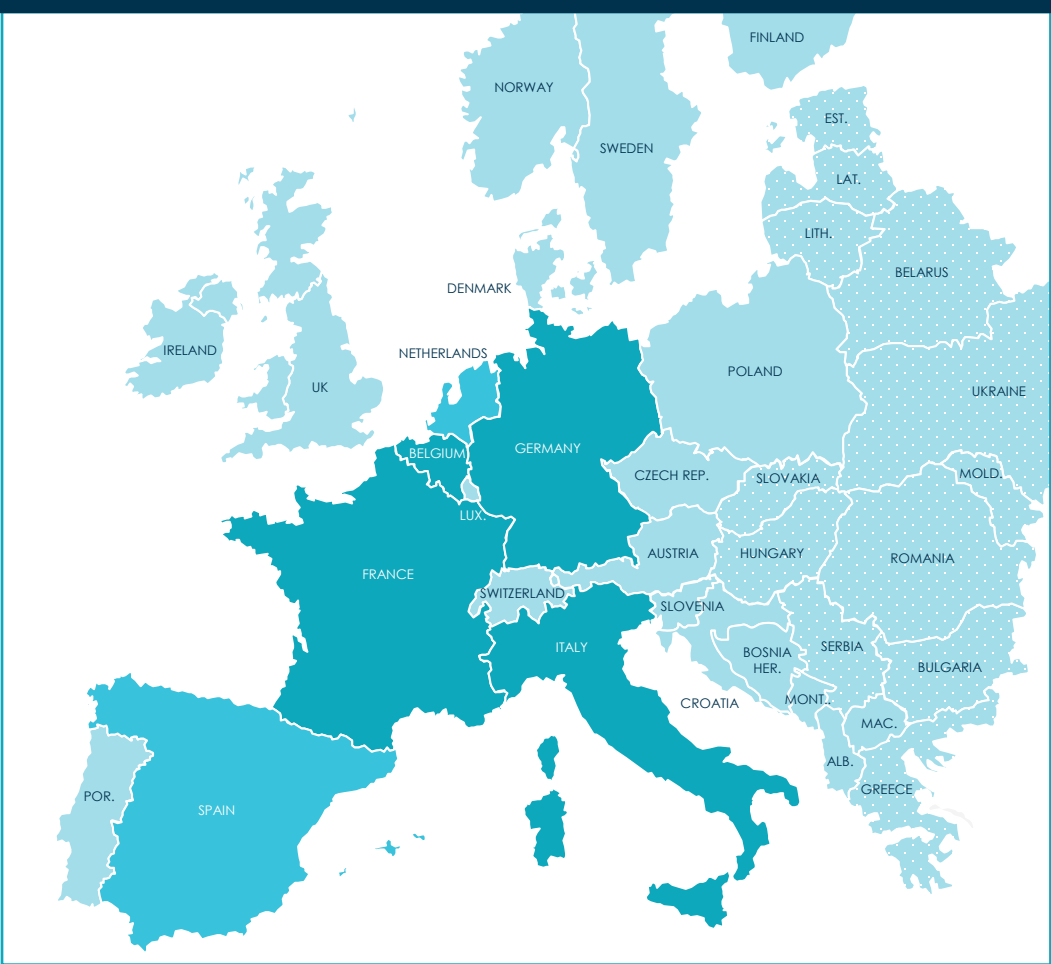 FINLAND
NORWAY
EST.
SWEDEN
LAT.
LITH.
BELARUS
DENMARK
IRELAND
NETHERLANDS
POLAND
UK
UKRAINE
GERMANY
BELGIUM
CZECH REP.
SLOVAKIA
MOLD.
LUX.
AUSTRIA
HUNGARY
ROMANIA
FRANCE
SWITZERLAND
SLOVENIA
ITALY
SERBIA
BOSNIA
HER.
BULGARIA
CROATIA
MONT..
MAC.
ALB.
GREECE
POR.
SPAIN